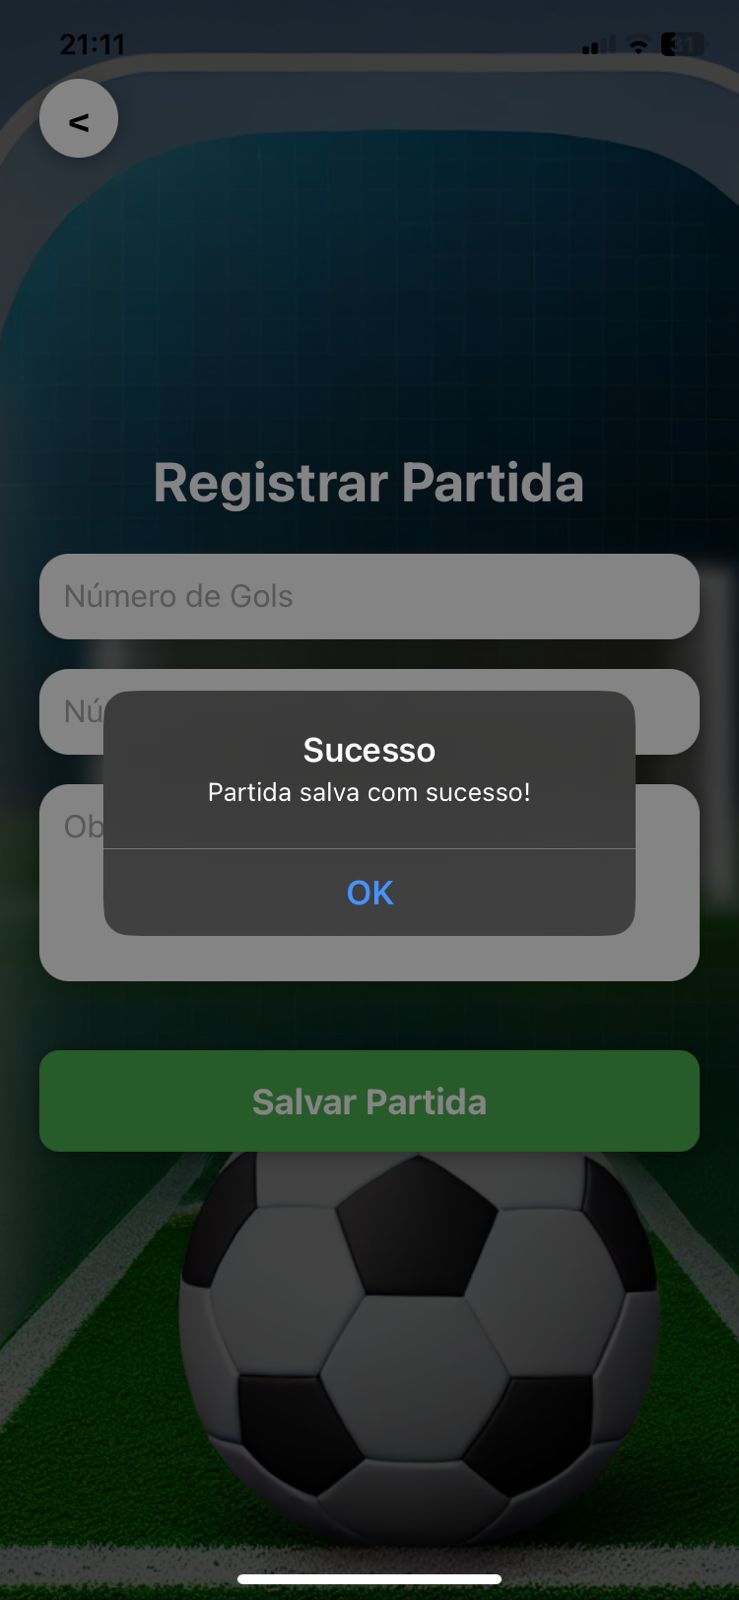 21:11
31
<
Registrar Partida
Número de Gols
Nú
Ob
Sucesso
Partida salva com sucesso!
OK
Salvar Partida